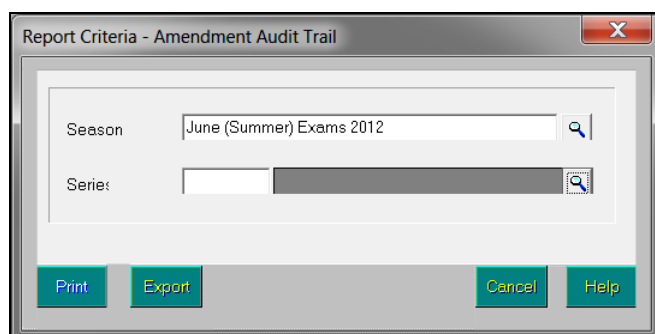 Report Criteria - Amendment Audit Trail
X
Season June (Summer) Exams 2012
Series
Print Export Cancel Help